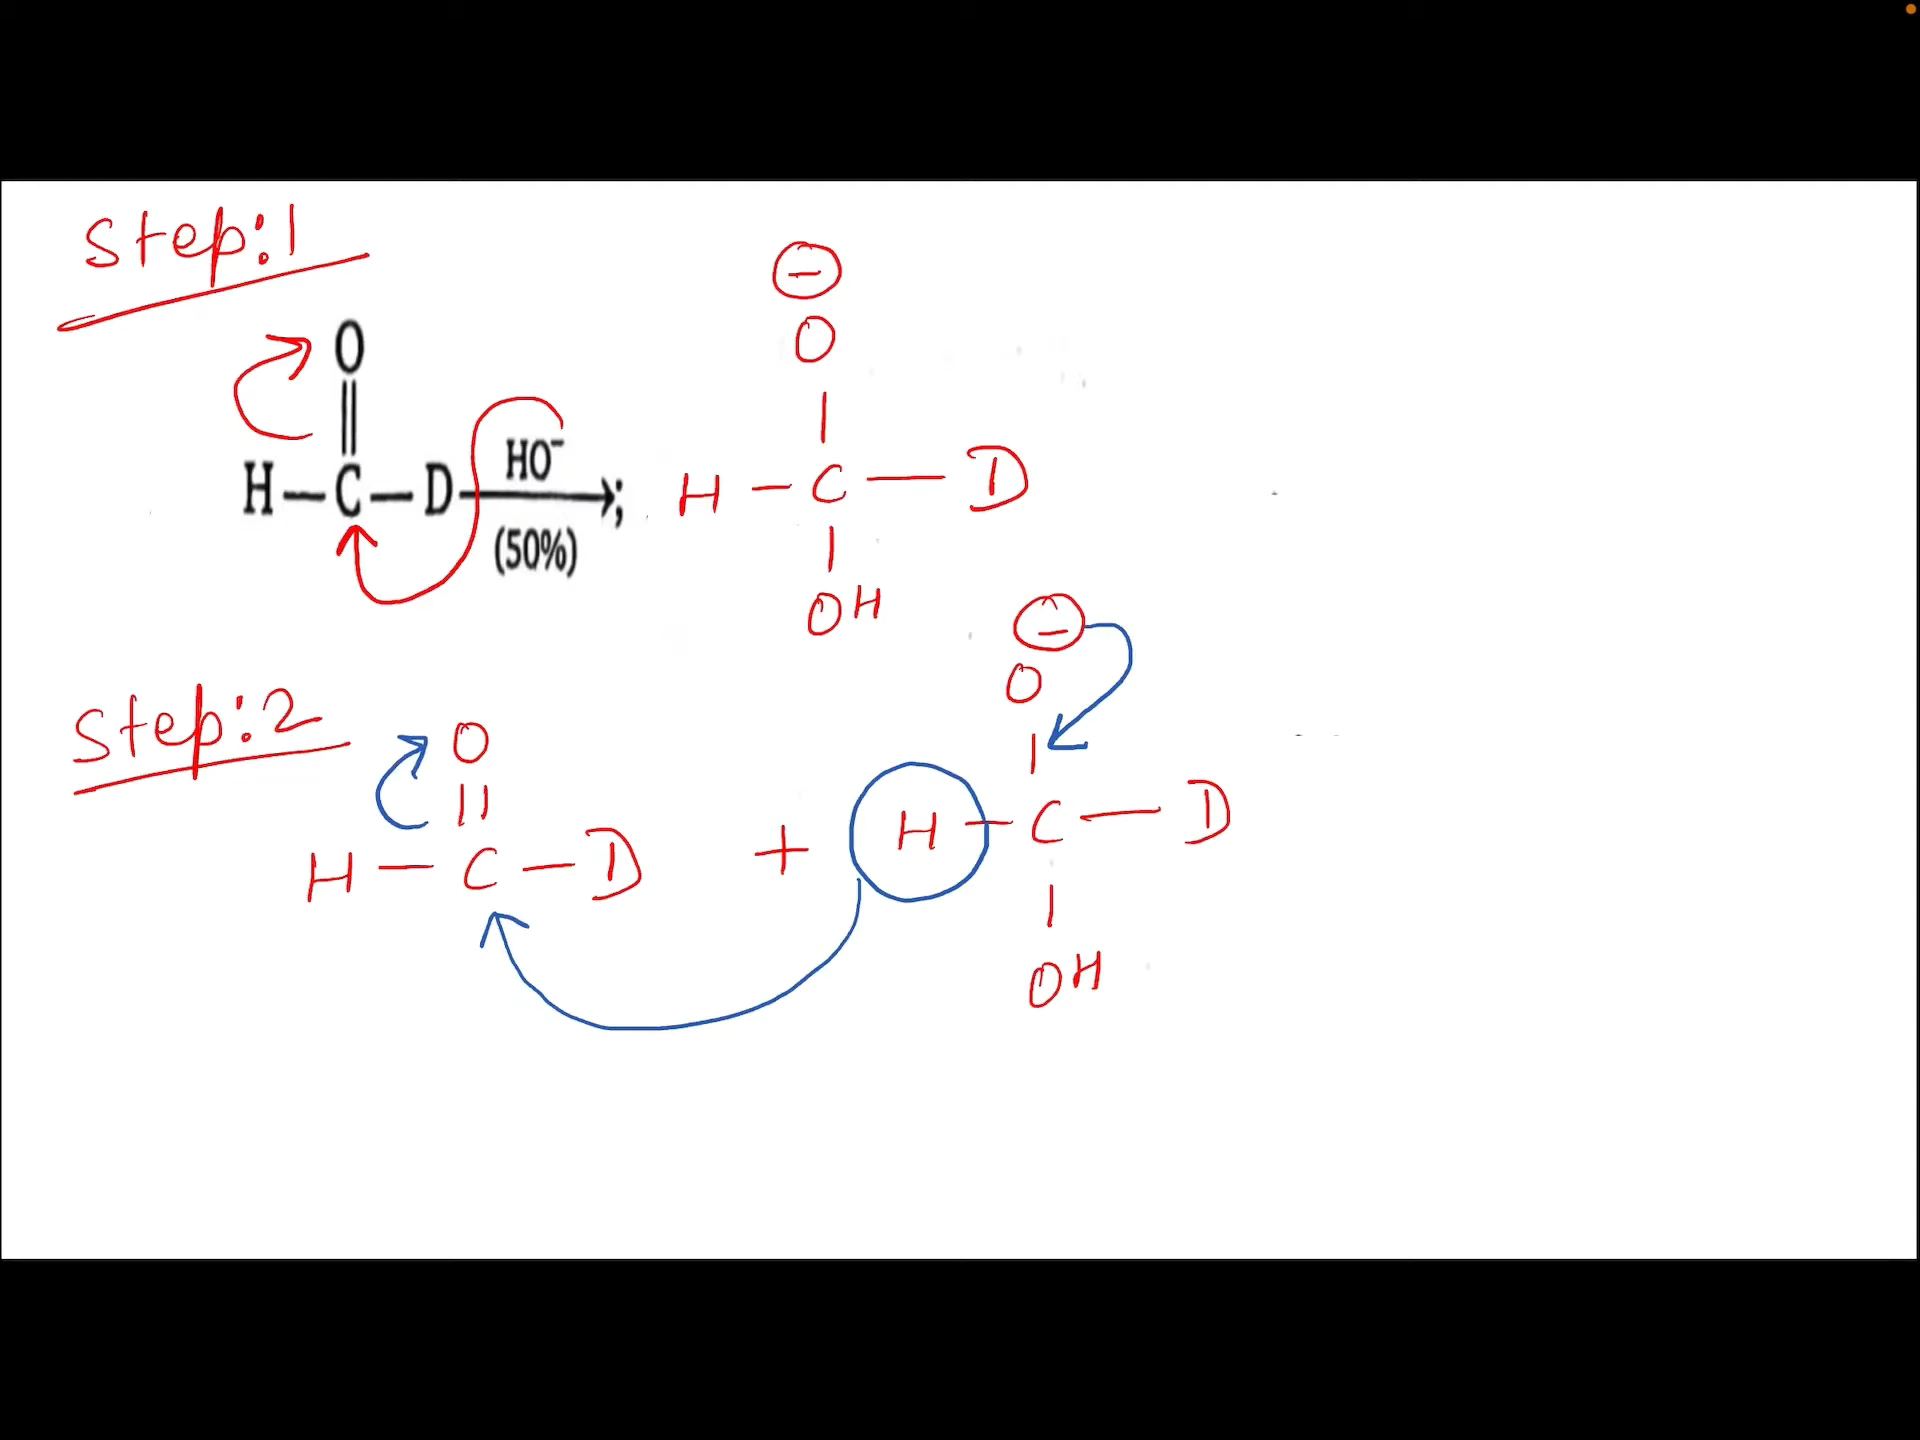 Step:1
⊖
O
O
HO⁻
H—C—D
→;
H—C—D
(50%)
OH
⊖
O
Step:2
O
H—C—D + H—C—D
OH